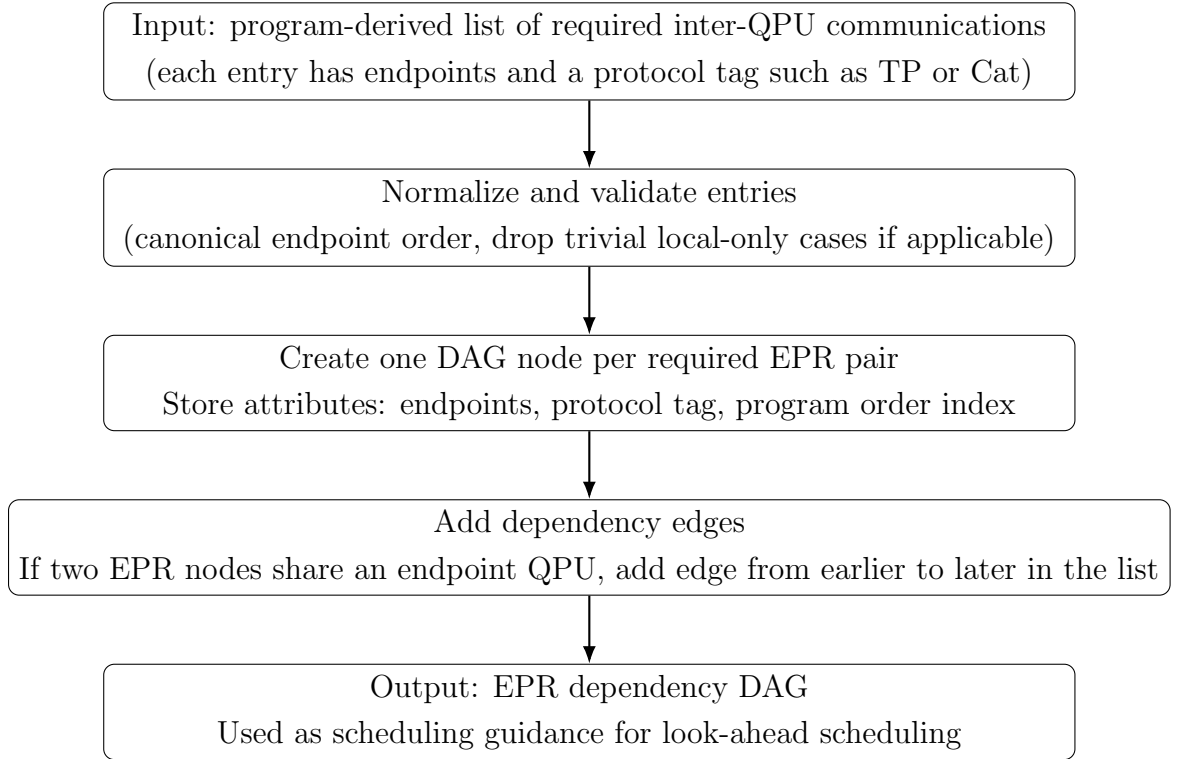 Input: program-derived list of required inter-QPU communications
(each entry has endpoints and a protocol tag such as TP or Cat)
Normalize and validate entries
(canonical endpoint order, drop trivial local-only cases if applicable)
Create one DAG node per required EPR pair
Store attributes: endpoints, protocol tag, program order index
Add dependency edges
If two EPR nodes share an endpoint QPU, add edge from earlier to later in the list
Output: EPR dependency DAG
Used as scheduling guidance for look-ahead scheduling